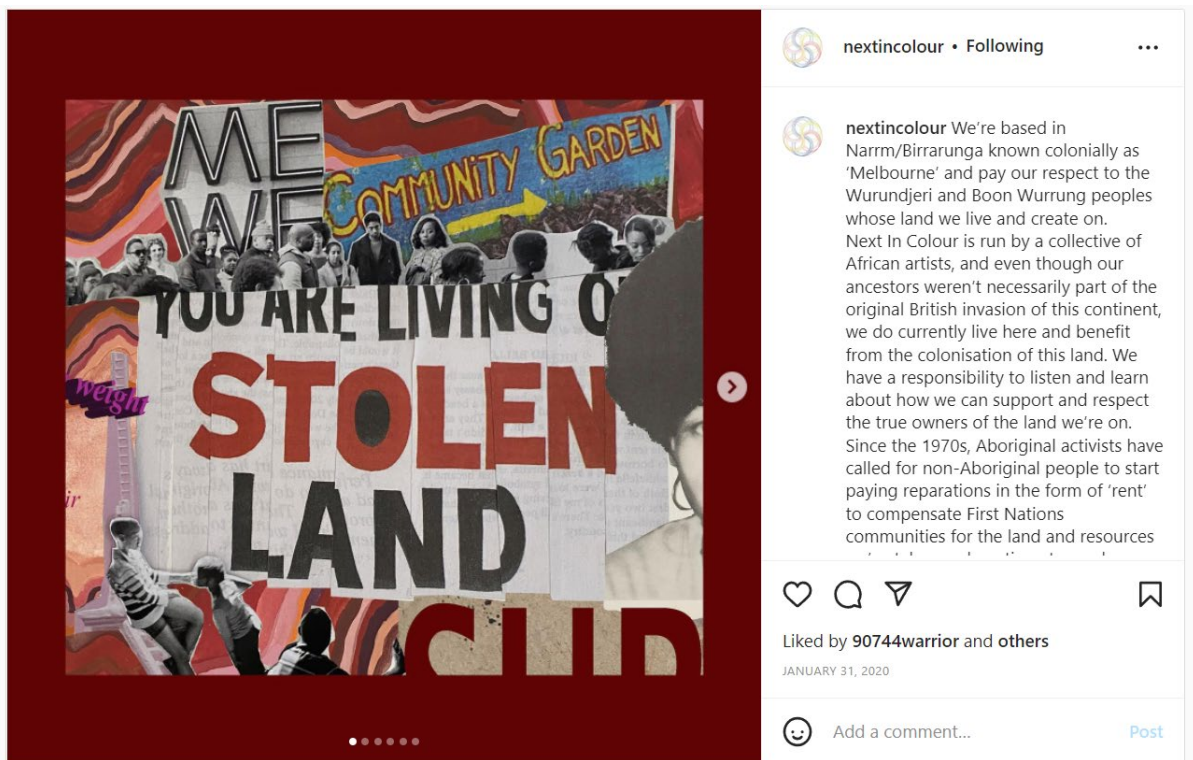 ME
WE
COMMUNITY GARDEN
YOU ARE LIVING O
STOLEN
LAND
weight
ir
nextincolour • Following
nextincolour We're based in
Narrm/Birrarunga known colonially as
'Melbourne' and pay our respect to the
Wurundjeri and Boon Wurrung peoples
whose land we live and create on.
Next In Colour is run by a collective of
African artists, and even though our
ancestors weren't necessarily part of the
original British invasion of this continent,
we do currently live here and benefit
from the colonisation of this land. We
have a responsibility to listen and learn
about how we can support and respect
the true owners of the land we're on.
Since the 1970s, Aboriginal activists have
called for non-Aboriginal people to start
paying reparations in the form of 'rent'
to compensate First Nations
communities for the land and resources
Liked by 90744warrior and others
JANUARY 31, 2020
Add a comment...
Post